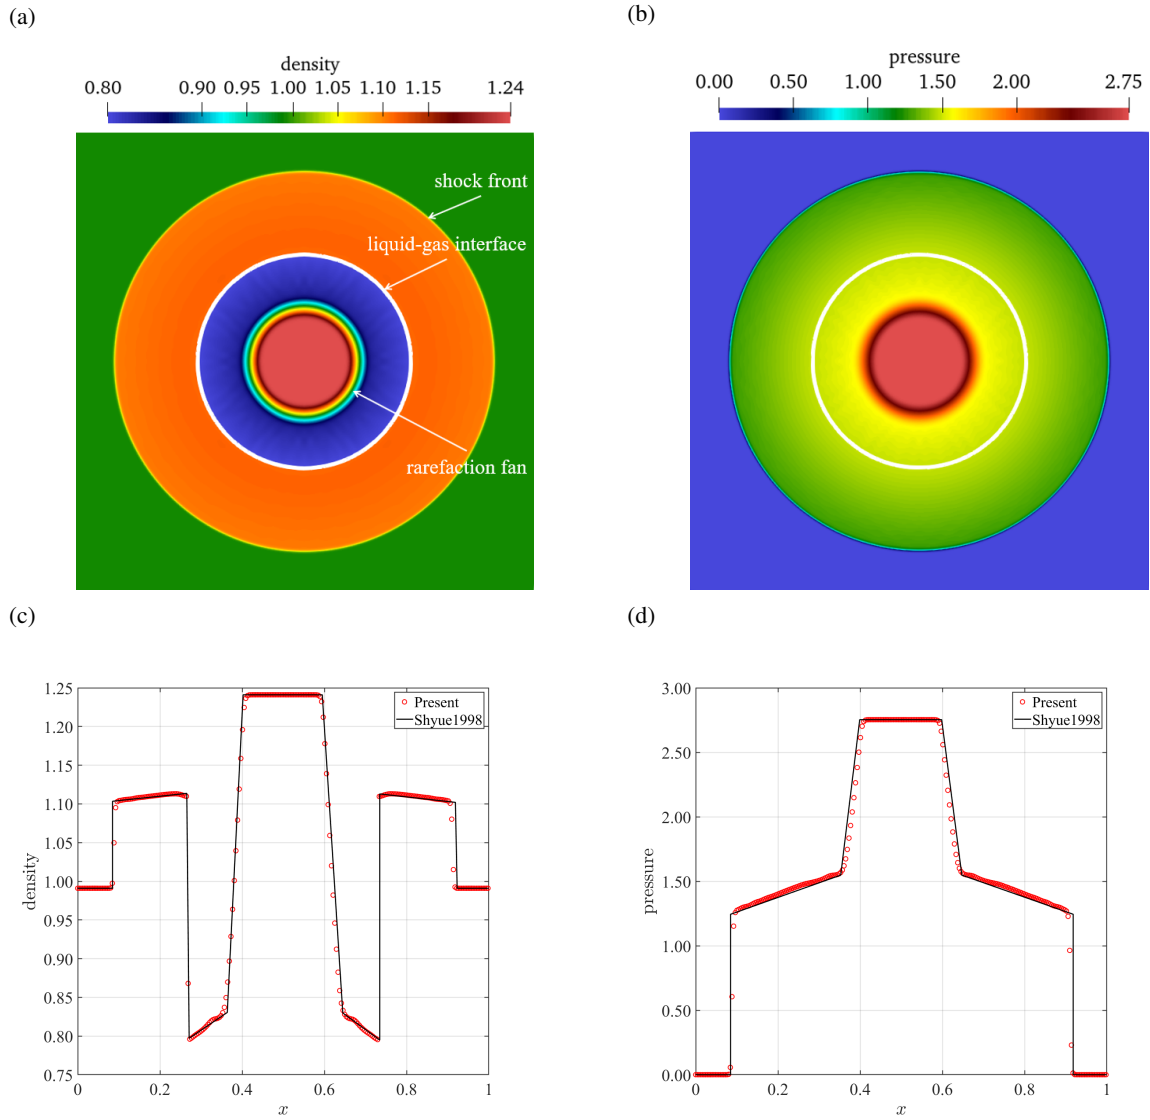 (a)
density
0.80 0.90 0.95 1.00 1.05 1.10 1.15 1.24
shock front
liquid-gas interface
rarefaction fan
(b)
pressure
0.00 0.50 1.00 1.50 2.00 2.75
(c)
1.25
1.20
1.15
1.10
1.05
1.00
0.95
0.90
0.85
0.80
0.75
density
Present
Shyue1998
0 0.2 0.4 0.6 0.8 1
x
(d)
3.00
2.50
2.00
1.50
1.00
0.50
0.00
pressure
Present
Shyue1998
0 0.2 0.4 0.6 0.8 1
x